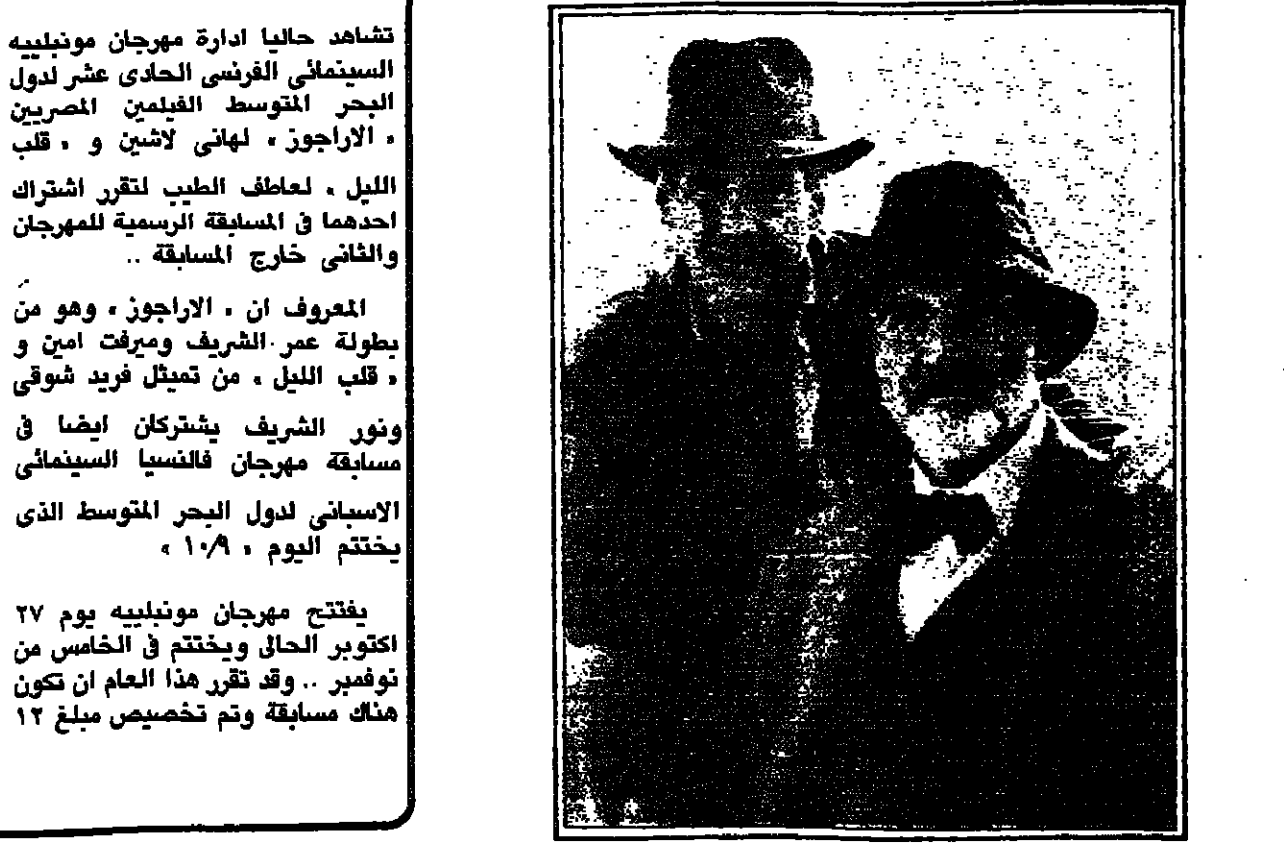 تشاهد حاليا ادارة مهرجان مونبلييه
السينمائى الفرنسى الحادى عشر لدول
البحر المتوسط الفيلمين المصريين
« الاراجوز » لهانى لاشين و « قلب
الليل » لعاطف الطيب لتقرر اشتراك
احدهما فى المسابقة الرسمية للمهرجان
والثانى خارج المسابقة ..
المعروف ان « الاراجوز » وهو من
بطولة عمر الشريف وميرفت امين و
« قلب الليل » من تميثل فريد شوقى
ونور الشريف يشتركان ايضا فى
مسابقة مهرجان فالنسيا السينمائى
الاسبانى لدول البحر المتوسط الذى
يختتم اليوم « ١٠/٩ »
يفتتح مهرجان مونبلييه يوم ٢٧
اكتوبر الحالى ويختتم فى الخامس من
نوفمبر .. وقد تقرر هذا العام ان تكون
هناك مسابقة وتم تخصيص مبلغ ١٢